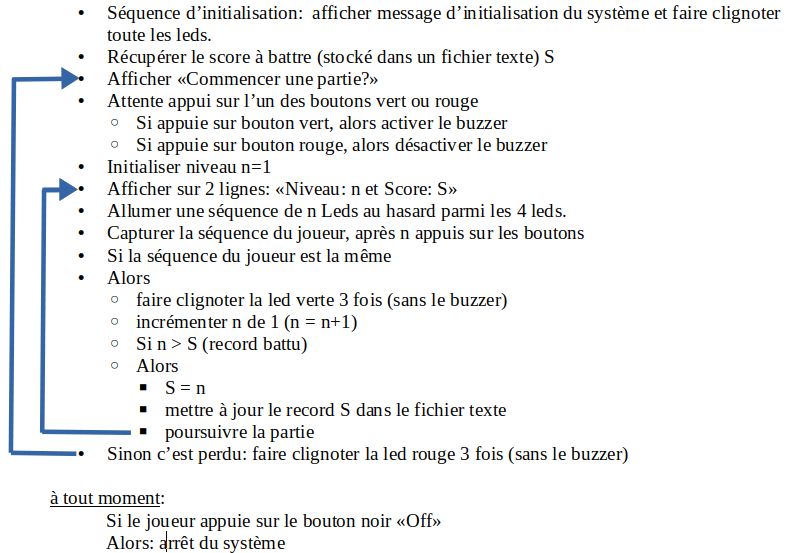 • Séquence d’initialisation: afficher message d’initialisation du système et faire clignoter
toute les leds.
• Récupérer le score à battre (stocké dans un fichier texte) S
• Afficher «Commencer une partie?»
• Attente appui sur l’un des boutons vert ou rouge
○ Si appuie sur bouton vert, alors activer le buzzer
○ Si appuie sur bouton rouge, alors désactiver le buzzer
• Initialiser niveau n=1
• Afficher sur 2 lignes: «Niveau: n et Score: S»
• Allumer une séquence de n Leds au hasard parmi les 4 leds.
• Capturer la séquence du joueur, après n appuis sur les boutons
• Si la séquence du joueur est la même
• Alors
○ faire clignoter la led verte 3 fois (sans le buzzer)
○ incrémenter n de 1 (n = n+1)
○ Si n > S (record battu)
○ Alors
▪ S = n
▪ mettre à jour le record S dans le fichier texte
▪ poursuivre la partie
• Sinon c’est perdu: faire clignoter la led rouge 3 fois (sans le buzzer)
à tout moment:
Si le joueur appuie sur le bouton noir «Off»
Alors: arrêt du système